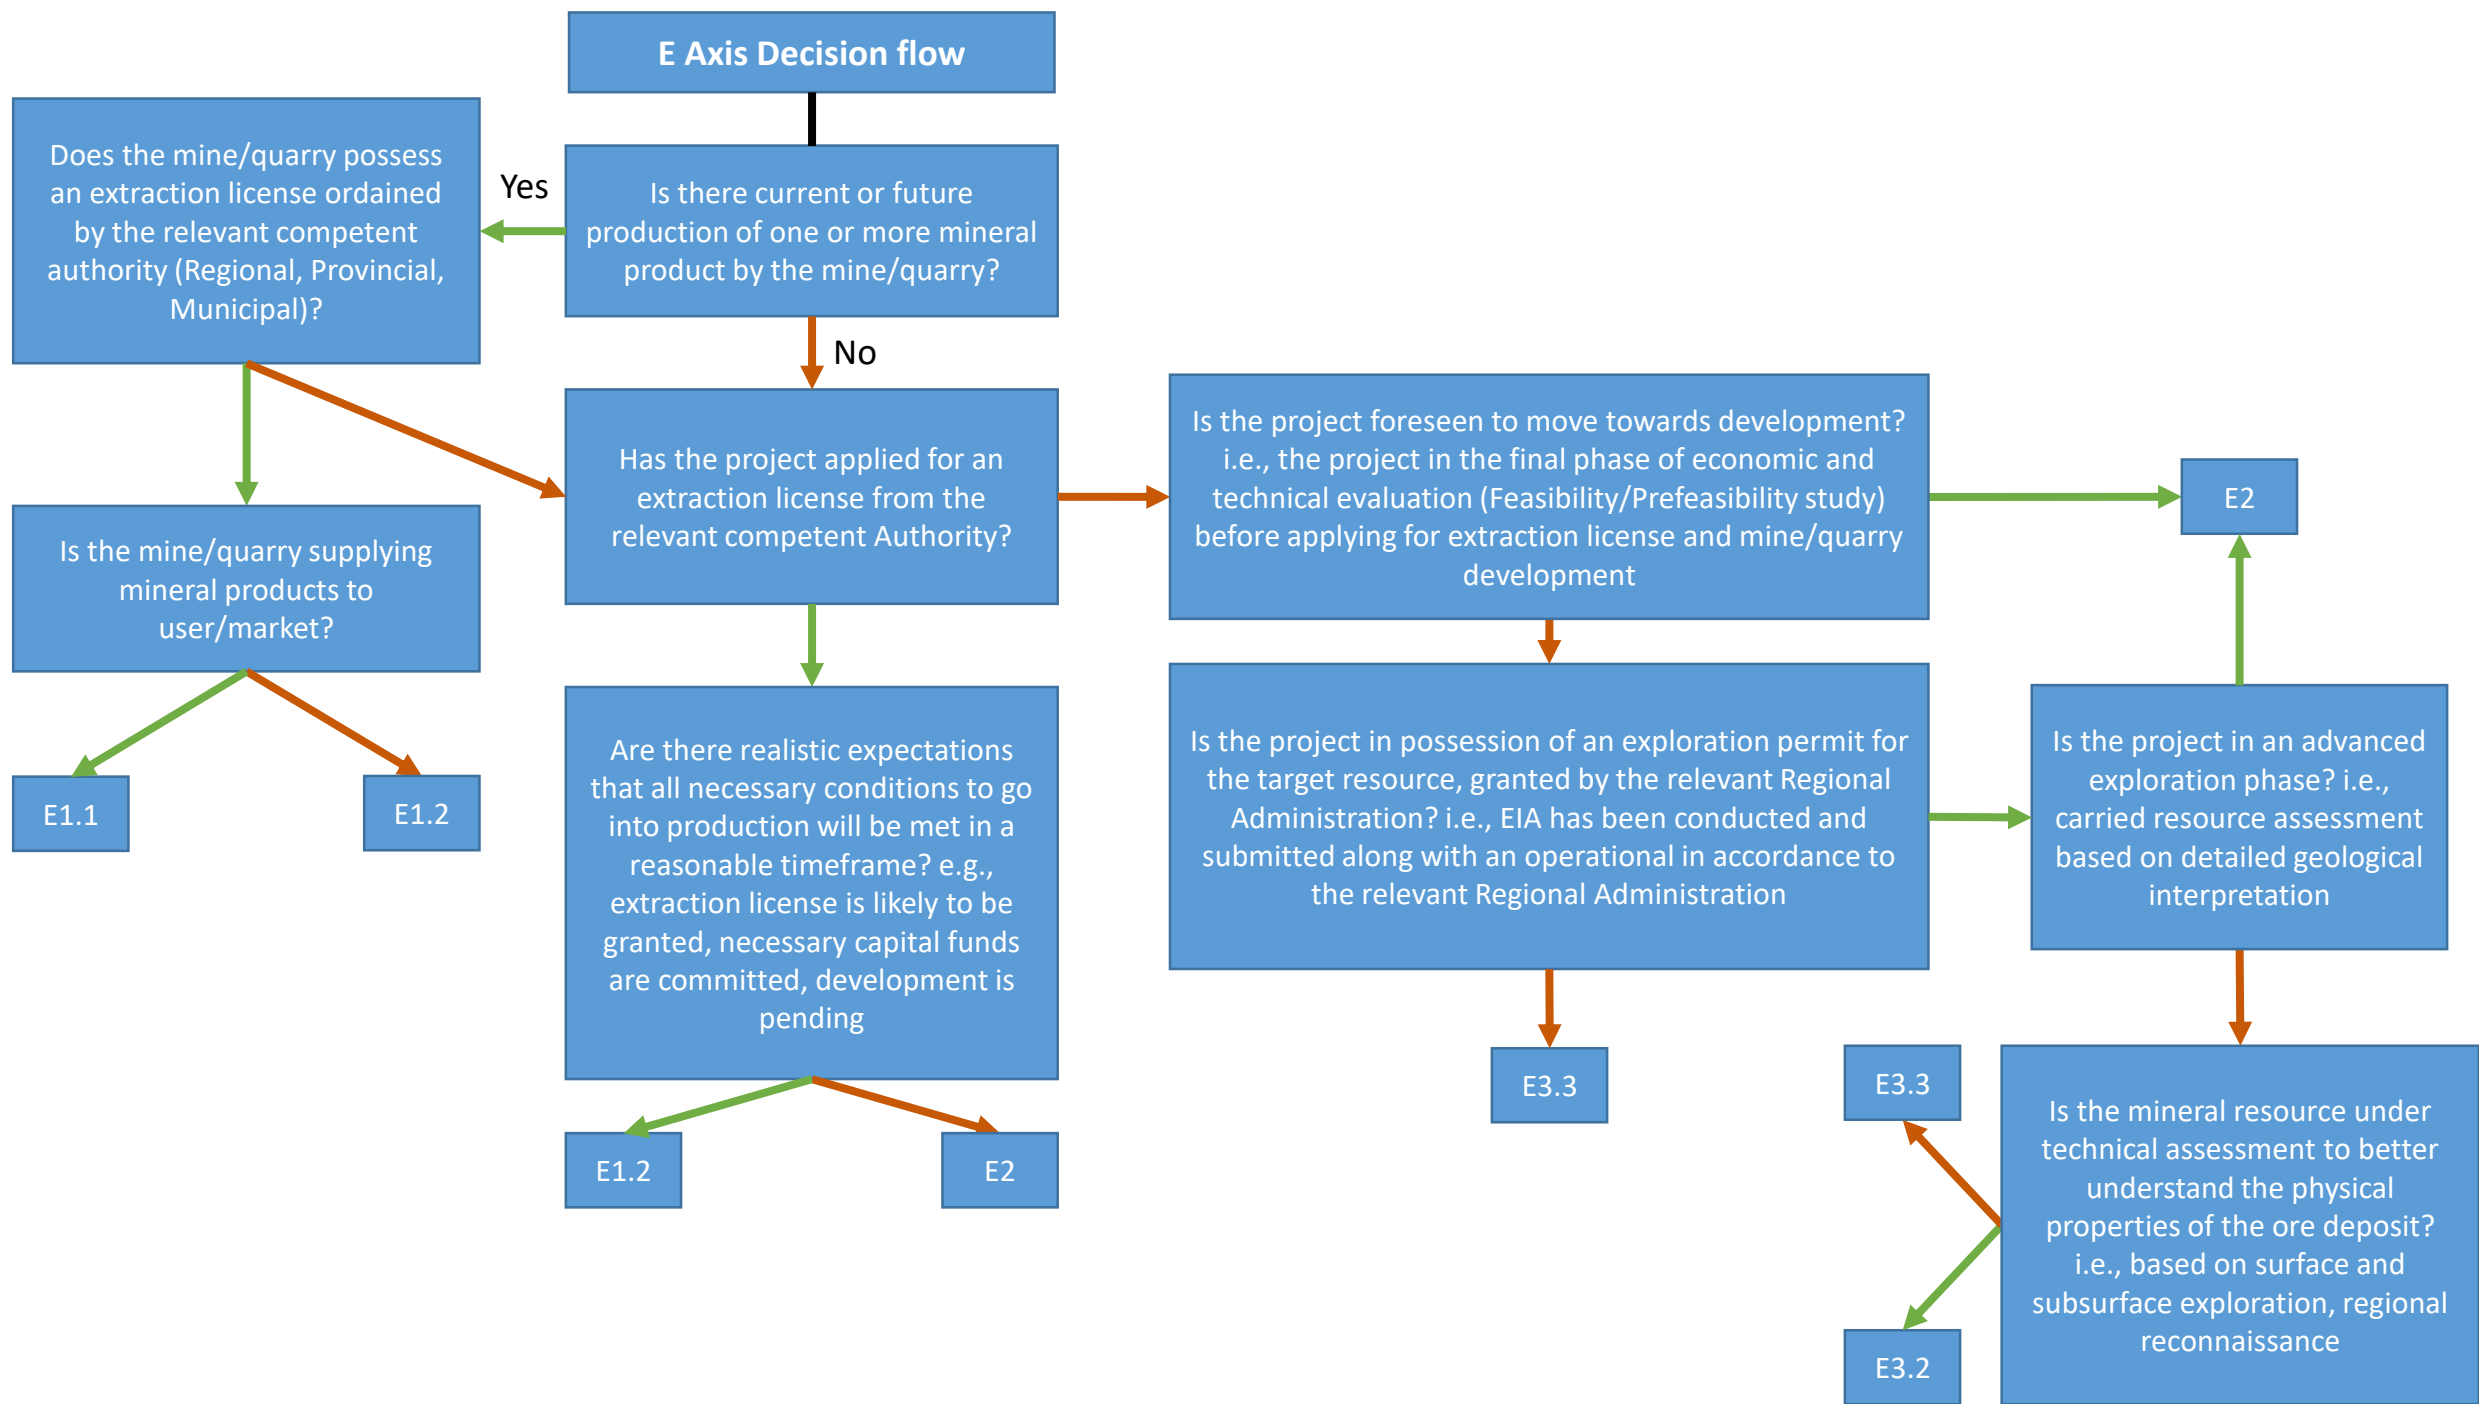 E Axis Decision flow
Does the mine/quarry possess
an extraction license ordained
by the relevant competent
authority (Regional, Provincial,
Municipal)?
Yes
Is there current or future
production of one or more mineral
product by the mine/quarry?
No
Has the project applied for an
extraction license from the
relevant competent Authority?
Is the project foreseen to move towards development?
i.e., the project in the final phase of economic and
technical evaluation (Feasibility/Prefeasibility study)
before applying for extraction license and mine/quarry
development
E2
Is the mine/quarry supplying
mineral products to
user/market?
E1.1
E1.2
Are there realistic expectations
that all necessary conditions to go
into production will be met in a
reasonable timeframe? e.g.,
extraction license is likely to be
granted, necessary capital funds
are committed, development is
pending
E1.2
E2
Is the project in possession of an exploration permit for
the target resource, granted by the relevant Regional
Administration? i.e., EIA has been conducted and
submitted along with an operational in accordance to
the relevant Regional Administration
E3.3
Is the project in an advanced
exploration phase? i.e.,
carried resource assessment
based on detailed geological
interpretation
E3.3
Is the mineral resource under
technical assessment to better
understand the physical
properties of the ore deposit?
i.e., based on surface and
subsurface exploration, regional
reconnaissance
E3.2